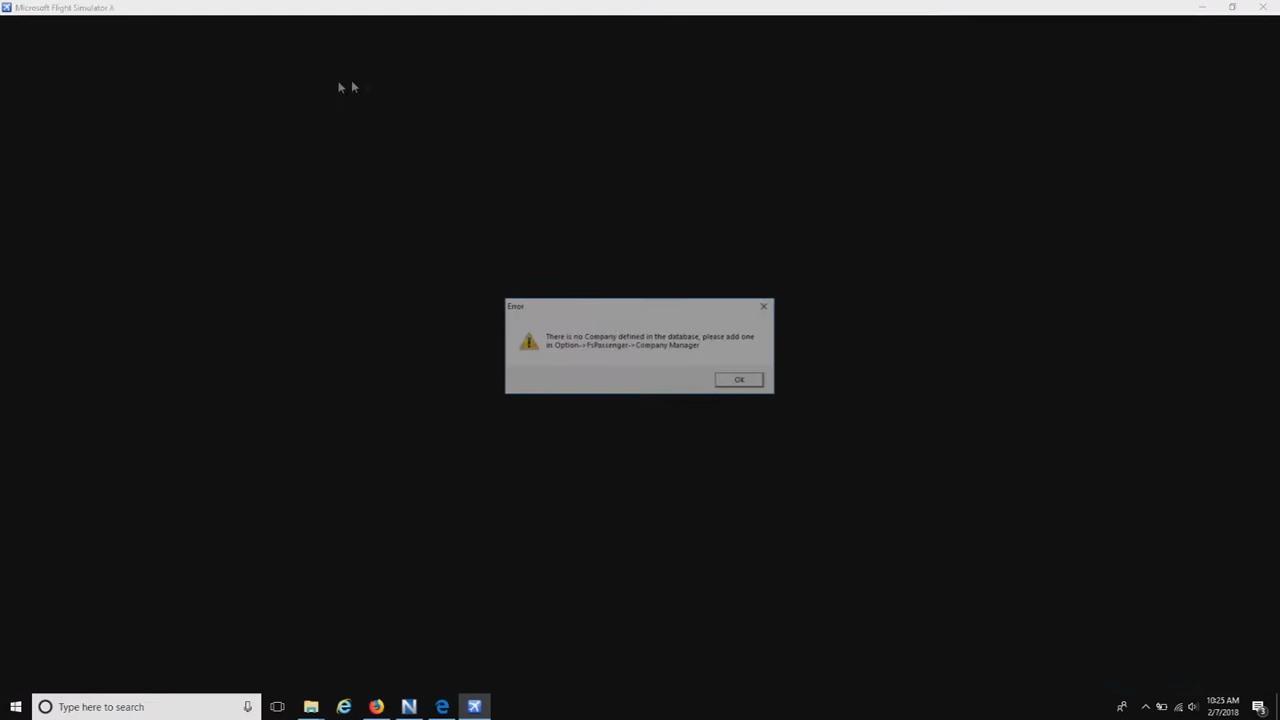 Microsoft Flight Simulator X
Error
There is no Company defined in the database, please add one
in Option->FsPassenger->Company Manager
OK
Type here to search
10:25 AM
2/7/2018
3